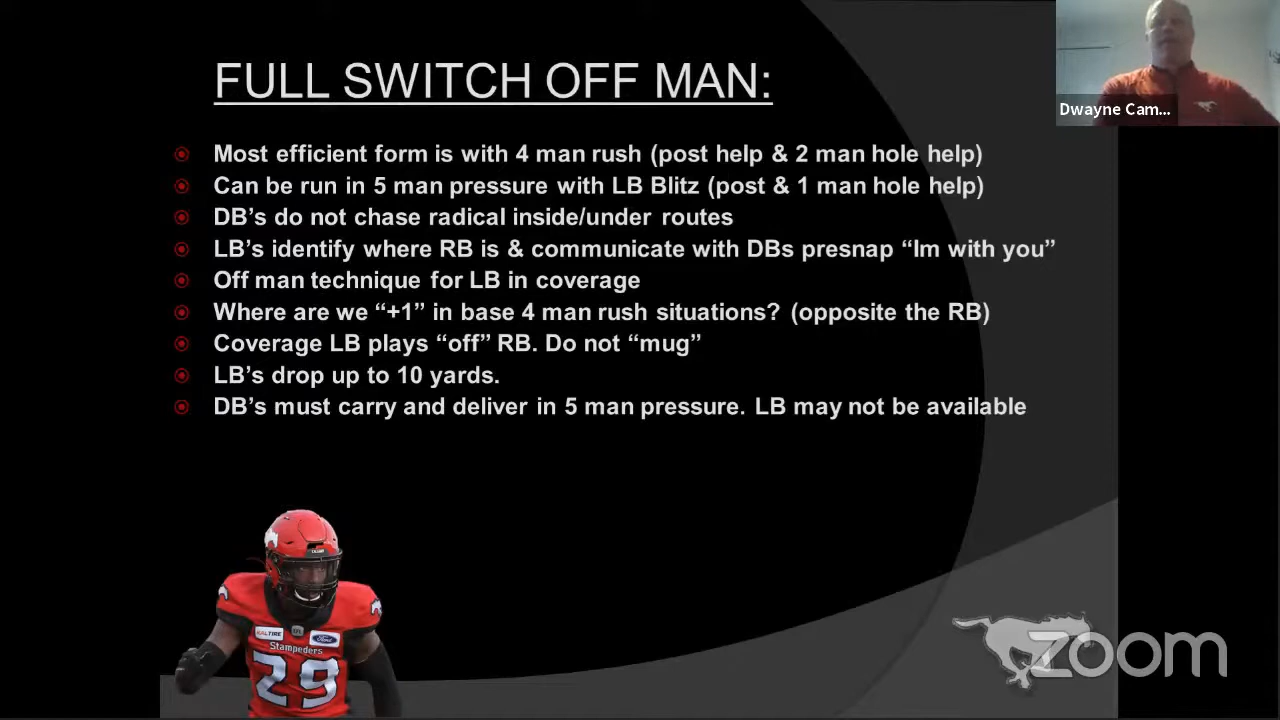 FULL SWITCH OFF MAN:
Dwayne Cam...
Most efficient form is with 4 man rush (post help & 2 man hole help)
Can be run in 5 man pressure with LB Blitz (post & 1 man hole help)
DB's do not chase radical inside/under routes
LB's identify where RB is & communicate with DBs presnap “Im with you”
Off man technique for LB in coverage
Where are we “+1” in base 4 man rush situations? (opposite the RB)
Coverage LB plays “off” RB. Do not “mug”
LB's drop up to 10 yards.
DB's must carry and deliver in 5 man pressure. LB may not be available
Ford
Stampeders
29
zoom